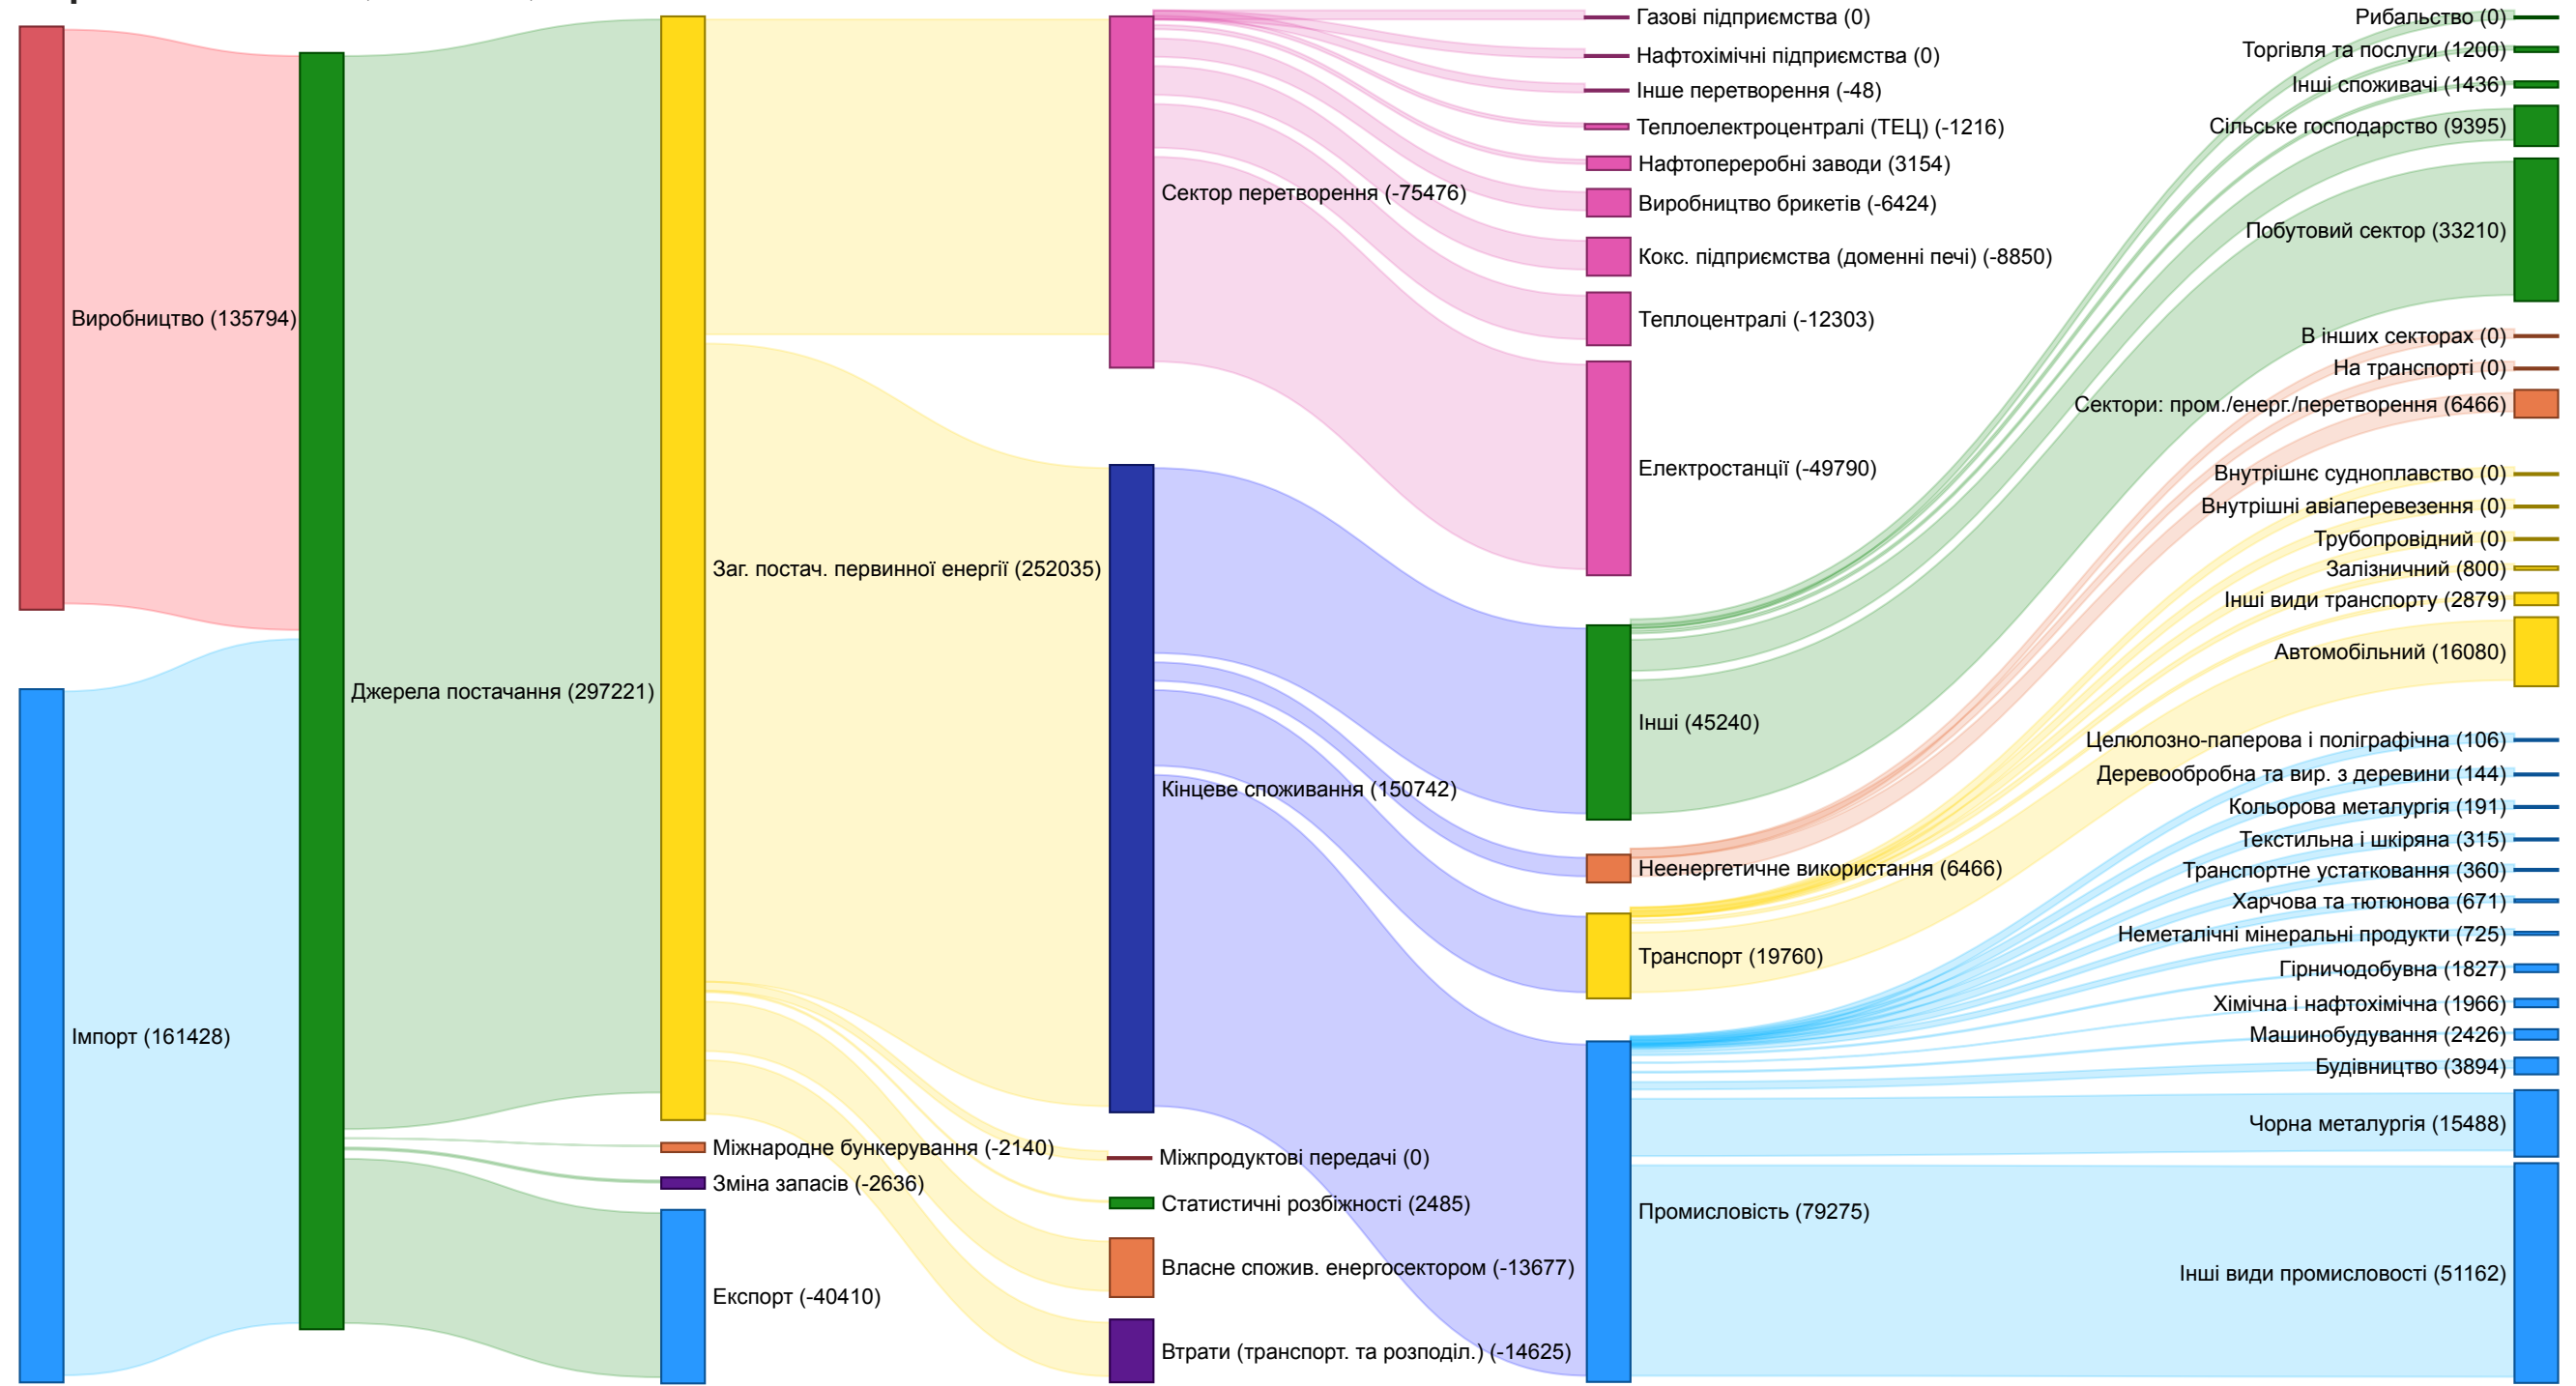 Виробництво (135794)
Імпорт (161428)
Джерела постачання (297221)
Заг. постач. первинної енергії (252035)
Міжнародне бункерування (-2140)
Зміна запасів (-2636)
Експорт (-40410)
Сектор перетворення (-75476)
Кінцеве споживання (150742)
Міжпродуктові передачі (0)
Статистичні розбіжності (2485)
Власне спожив. енергосектором (-13677)
Втрати (транспорт. та розподіл.) (-14625)
Газові підприємства (0)
Нафтохімічні підприємства (0)
Інше перетворення (-48)
Теплоелектроцентралі (ТЕЦ) (-1216)
Нафтопереробні заводи (3154)
Виробництво брикетів (-6424)
Кокс. підприємства (доменні печі) (-8850)
Теплоцентралі (-12303)
Електростанції (-49790)
Інші (45240)
Неенергетичне використання (6466)
Транспорт (19760)
Промисловість (79275)
Рибальство (0)
Торгівля та послуги (1200)
Інші споживачі (1436)
Сільське господарство (9395)
Побутовий сектор (33210)
В інших секторах (0)
На транспорті (0)
Сектори: пром./енерг./перетворення (6466)
Внутрішнє судноплавство (0)
Внутрішні авіаперевезення (0)
Трубопровідний (0)
Залізничний (800)
Інші види транспорту (2879)
Автомобільний (16080)
Целюлозно-паперова і поліграфічна (106)
Деревообробна та вир. з деревини (144)
Кольорова металургія (191)
Текстильна і шкіряна (315)
Транспортне устатковання (360)
Харчова та тютюнова (671)
Неметалічні мінеральні продукти (725)
Гірничодобувна (1827)
Хімічна і нафтохімічна (1966)
Машинобудування (2426)
Будівництво (3894)
Чорна металургія (15488)
Інші види промисловості (51162)